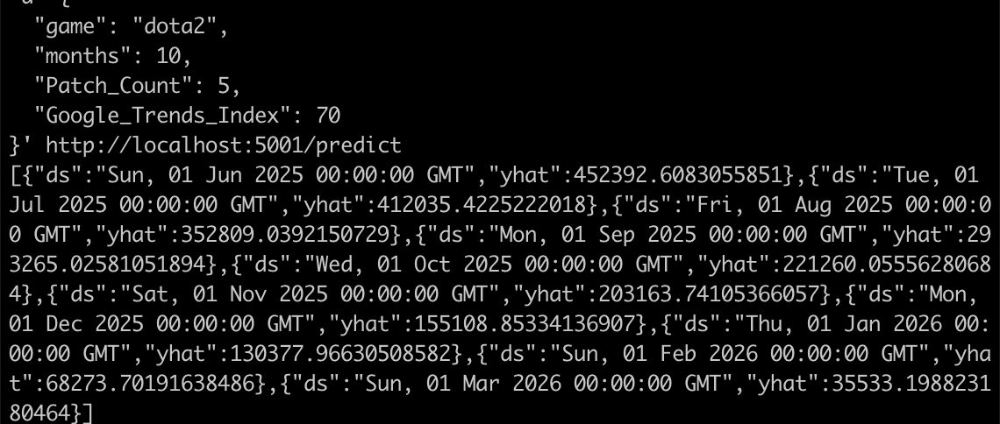 "game": "dota2",
"months": 10,
"Patch_Count": 5,
"Google_Trends_Index": 70
}' http://localhost:5001/predict
[{"ds":"Sun, 01 Jun 2025 00:00:00 GMT","yhat":452392.6083055851},{"ds":"Tue, 01
Jul 2025 00:00:00 GMT","yhat":412035.4225222018},{"ds":"Fri, 01 Aug 2025 00:00:0
0 GMT","yhat":352809.0392150729},{"ds":"Mon, 01 Sep 2025 00:00:00 GMT","yhat":29
3265.02581051894},{"ds":"Wed, 01 Oct 2025 00:00:00 GMT","yhat":221260.0555628068
4},{"ds":"Sat, 01 Nov 2025 00:00:00 GMT","yhat":203163.74105366057},{"ds":"Mon,
01 Dec 2025 00:00:00 GMT","yhat":155108.85334136907},{"ds":"Thu, 01 Jan 2026 00:
00:00 GMT","yhat":130377.96630508582},{"ds":"Sun, 01 Feb 2026 00:00:00 GMT","yha
t":68273.70191638486},{"ds":"Sun, 01 Mar 2026 00:00:00 GMT","yhat":35533.1988231
80464}]